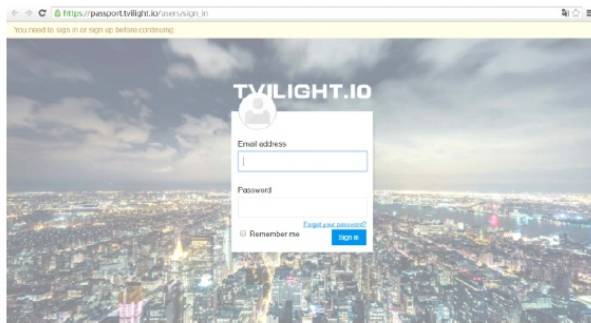 https://passport.tvilight.io/users/sign_in
You need to sign in or sign up before continuing.
TVILIGHT.IO
Email address
Password
Forgot your password?
Remember me
Sign in